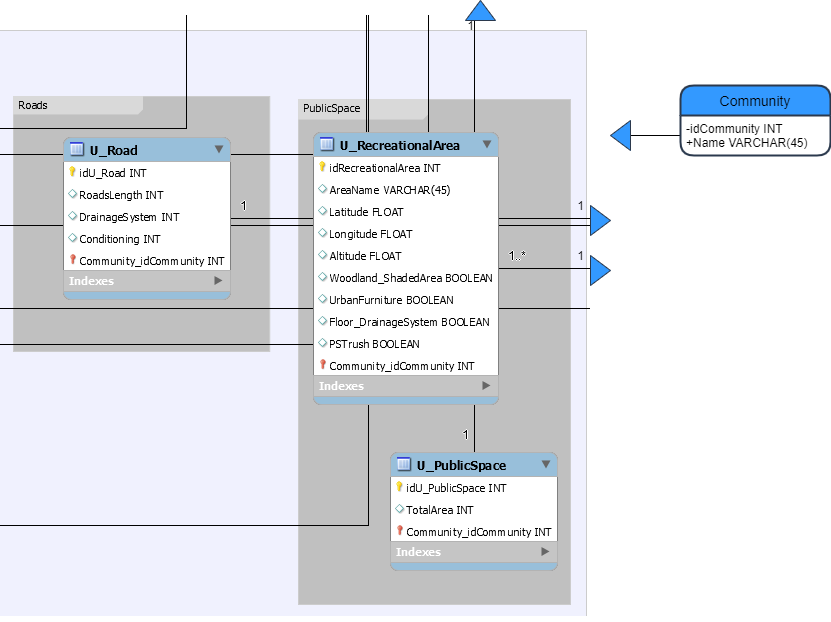 1
Roads
U_Road
idU_Road INT
RoadsLength INT
DrainageSystem INT
Conditioning INT
Community_idCommunity INT
Indexes
1
PublicSpace
U_RecreationalArea
idRecreationalArea INT
AreaName VARCHAR(45)
Latitude FLOAT
Longitude FLOAT
Altitude FLOAT
Woodland_ShadedArea BOOLEAN
UrbanFurniture BOOLEAN
Floor_DrainageSystem BOOLEAN
PSTrush BOOLEAN
Community_idCommunity INT
Indexes
1
1..*
1
1
U_PublicSpace
idU_PublicSpace INT
TotalArea INT
Community_idCommunity INT
Indexes
Community
-idCommunity INT
+Name VARCHAR(45)